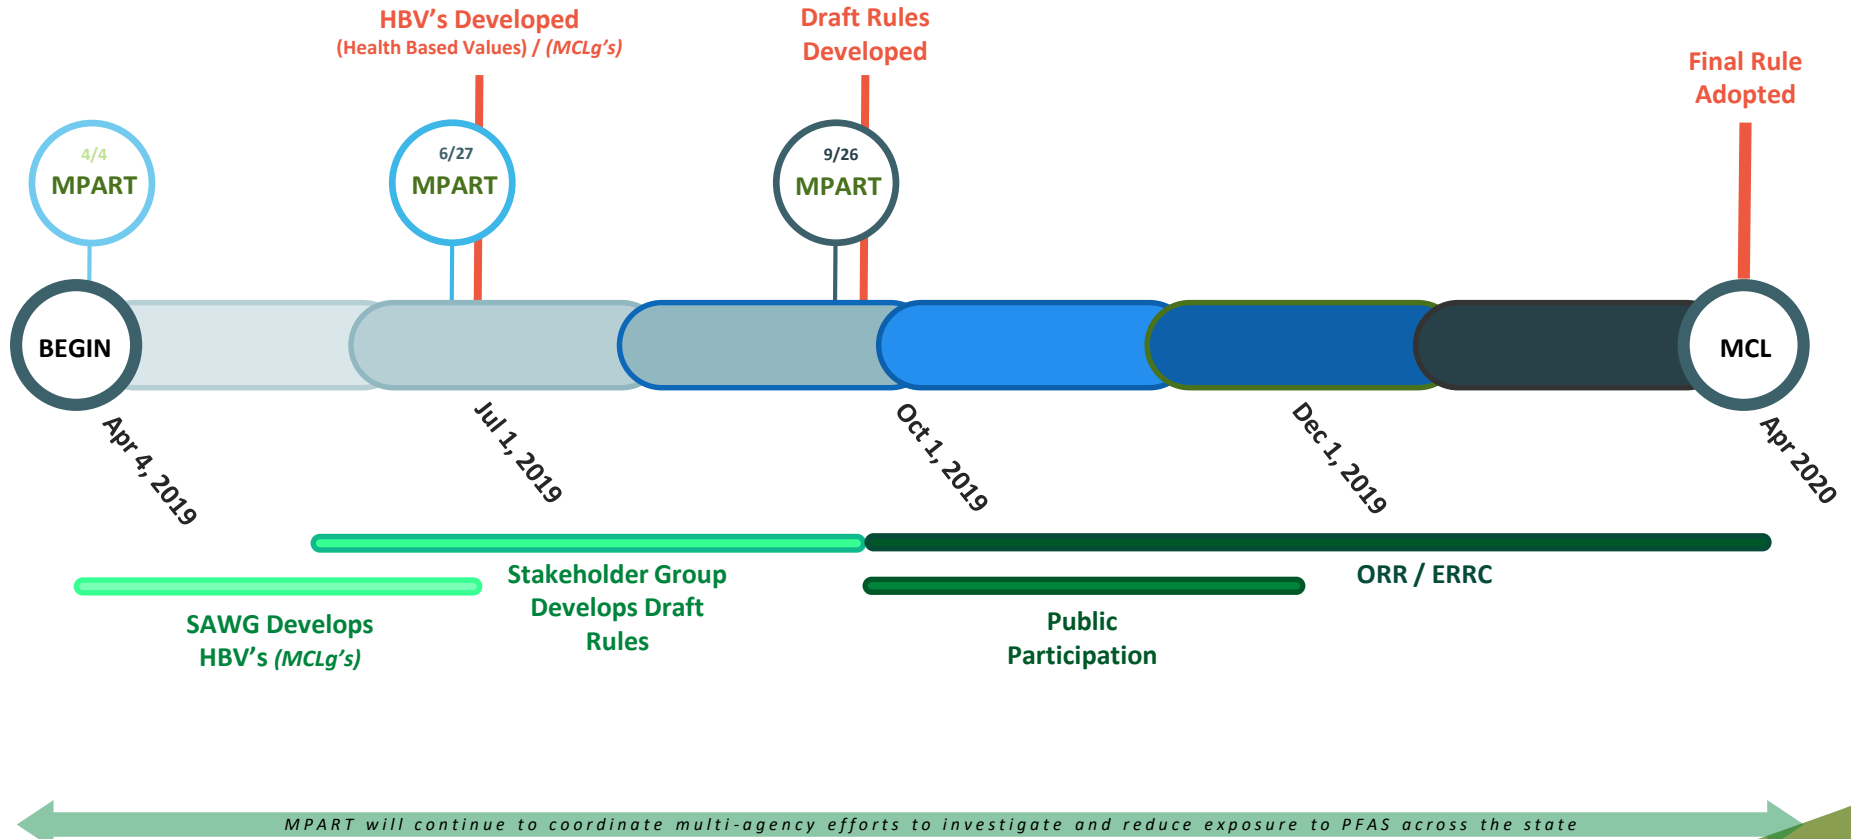 HBV's Developed
(Health Based Values) / (MCLg's)
Draft Rules
Developed
Final Rule
Adopted
4/4
MPART
6/27
MPART
9/26
MPART
BEGIN
MCL
Apr 4, 2019
Jul 1, 2019
Oct 1, 2019
Dec 1, 2019
Apr 2020
SAWG Develops
HBV's (MCLg's)
Stakeholder Group
Develops Draft
Rules
Public
Participation
ORR / ERRC
MPART will continue to coordinate multi-agency efforts to investigate and reduce exposure to PFAS across the state